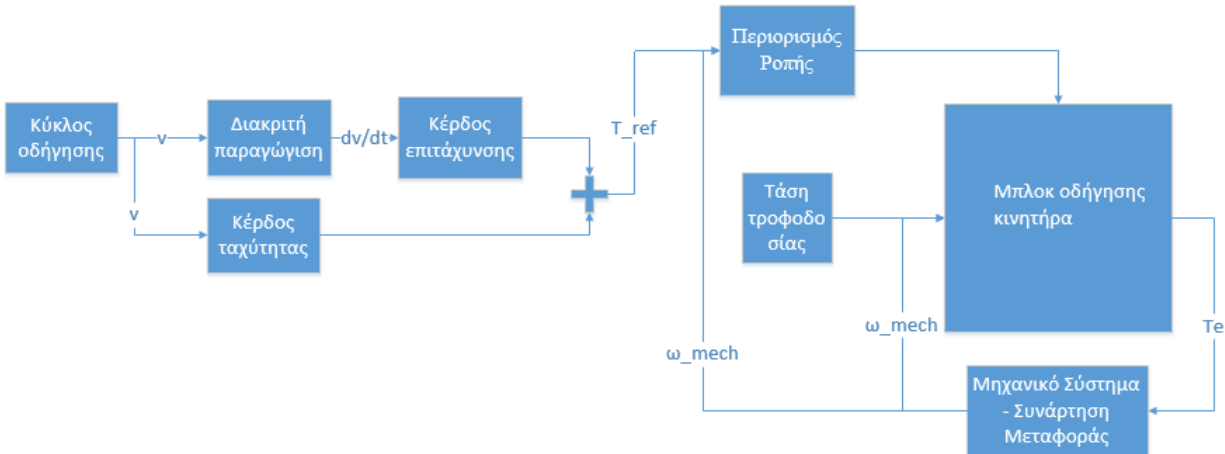 Κύκλος
οδήγησης
v
Διακριτή
παραγώγιση
dv/dt
Κέρδος
επιτάχυνσης
v
Κέρδος
ταχύτητας
T_ref
Περιορισμός
Ροπής
Τάση
τροφοδο
σίας
Μπλοκ οδήγησης
κινητήρα
ω_mech
ω_mech
Te
Μηχανικό Σύστημα
- Συνάρτηση
Μεταφοράς